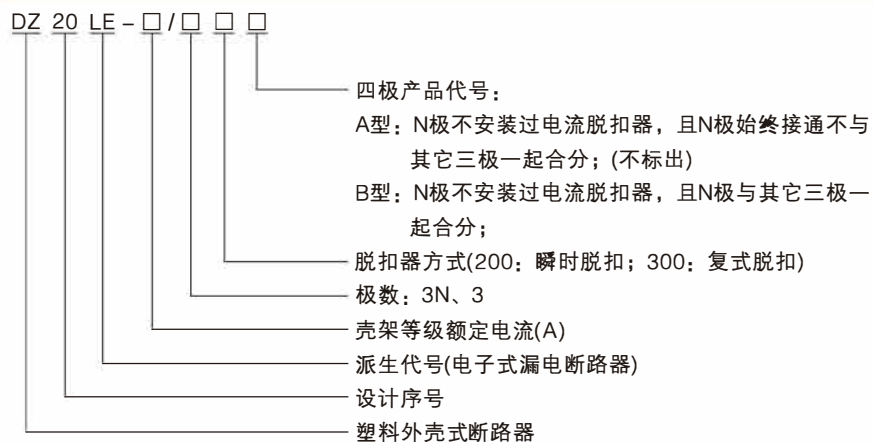 DZ 20 LE-□/□ □ □
四极产品代号：
A型：N极不安装过电流脱扣器，且N极始终接通不与
其它三极一起合分；(不标出)
B型：N极不安装过电流脱扣器，且N极与其它三极一
起合分；
脱扣器方式(200：瞬时脱扣；300：复式脱扣)
极数：3N、3
壳架等级额定电流(A)
派生代号(电子式漏电断路器)
设计序号
塑料外壳式断路器